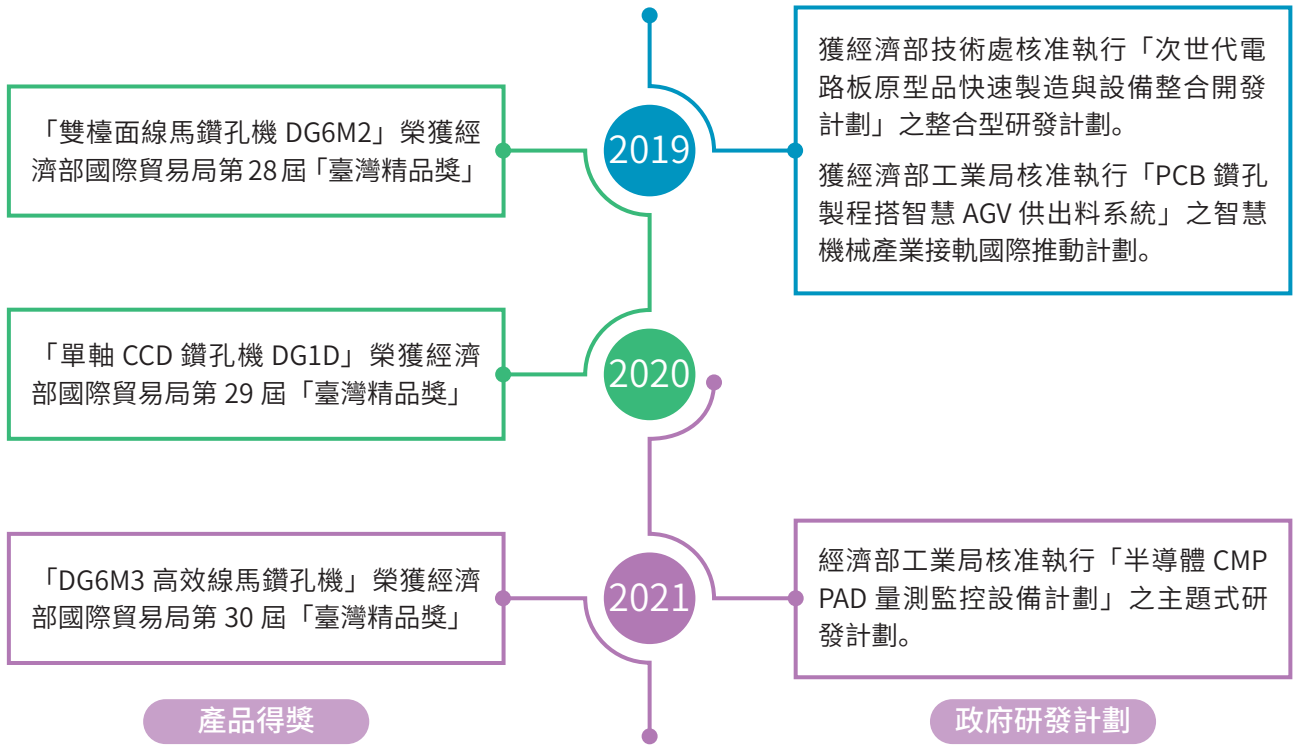 2019
「雙檯面線馬鑽孔機 DG6M2」榮獲經
濟部國際貿易局第28屆「臺灣精品獎」
獲經濟部技術處核准執行「次世代電
路板原型品快速製造與設備整合開發
計劃」之整合型研發計劃。
獲經濟部工業局核准執行「PCB 鑽孔
製程搭智慧 AGV 供出料系統」之智慧
機械產業接軌國際推動計劃。
2020
「單軸 CCD 鑽孔機 DG1D」榮獲經濟
部國際貿易局第 29 屆「臺灣精品獎」
2021
「DG6M3 高效線馬鑽孔機」榮獲經濟
部國際貿易局第 30 屆「臺灣精品獎」
經濟部工業局核准執行「半導體 CMP
PAD 量測監控設備計劃」之主題式研
發計劃。
產品得獎
政府研發計劃